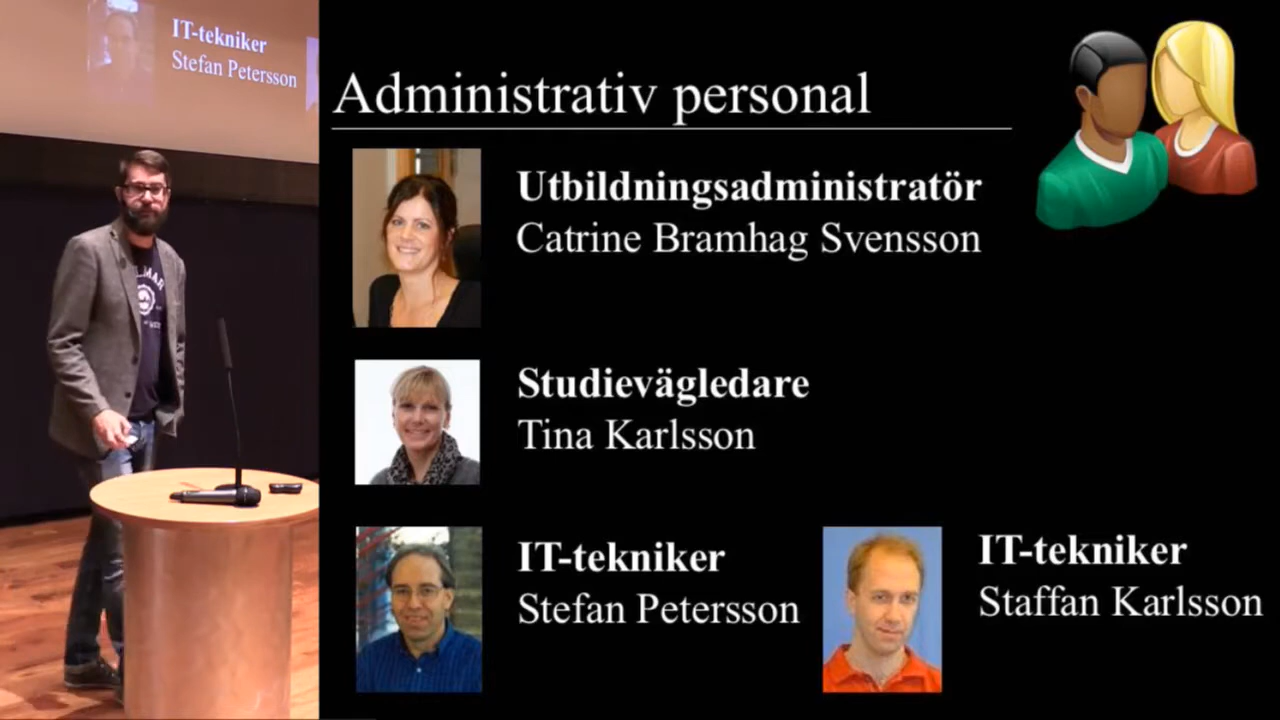 IT-tekniker
Stefan Petersson
Administrativ personal
Utbildningsadministratör
Catrine Bramhag Svensson
Studievägledare
Tina Karlsson
IT-tekniker
Stefan Petersson
IT-tekniker
Staffan Karlsson